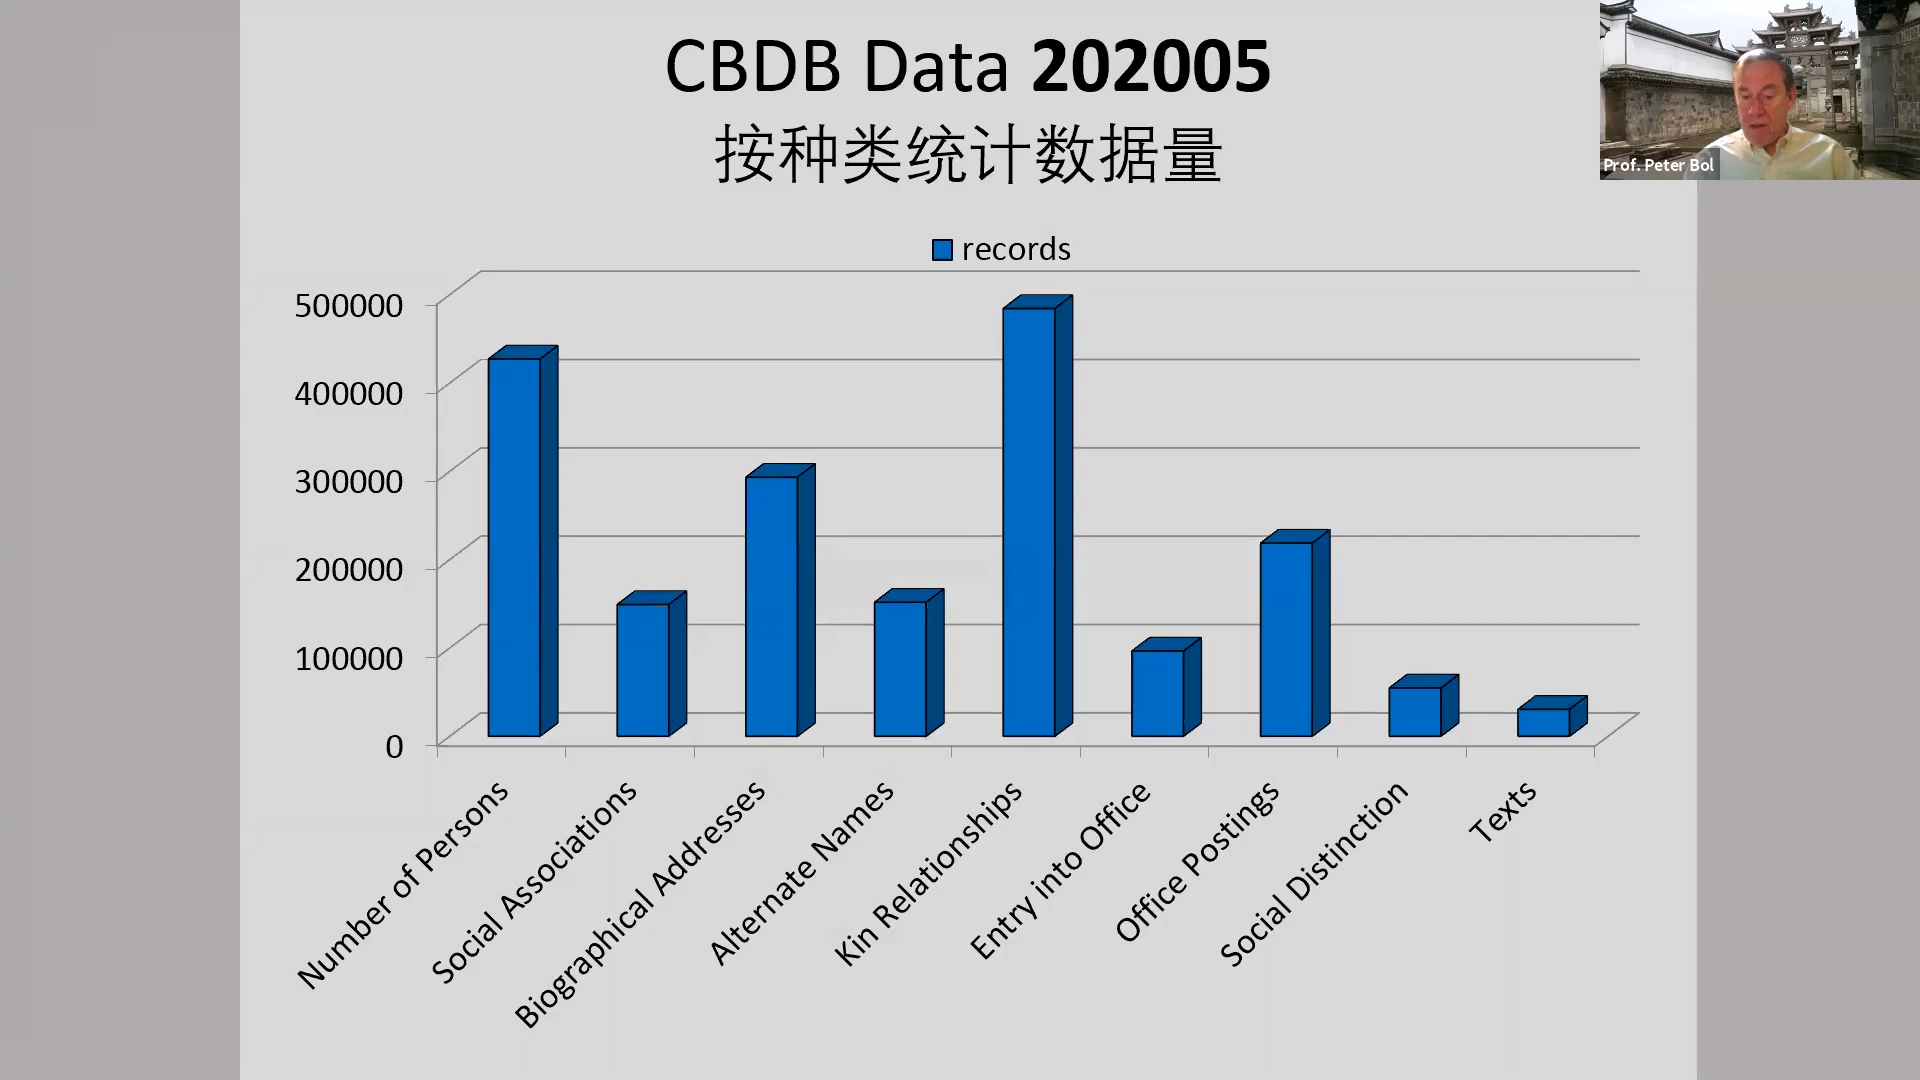 CBDB Data 202005
按种类统计数据量
Prof. Peter Bol
records
500000
400000
300000
200000
100000
0
Number of Persons
Social Associations
Biographical Addresses
Alternate Names
Kin Relationships
Entry into Office
Office Postings
Social Distinction
Texts